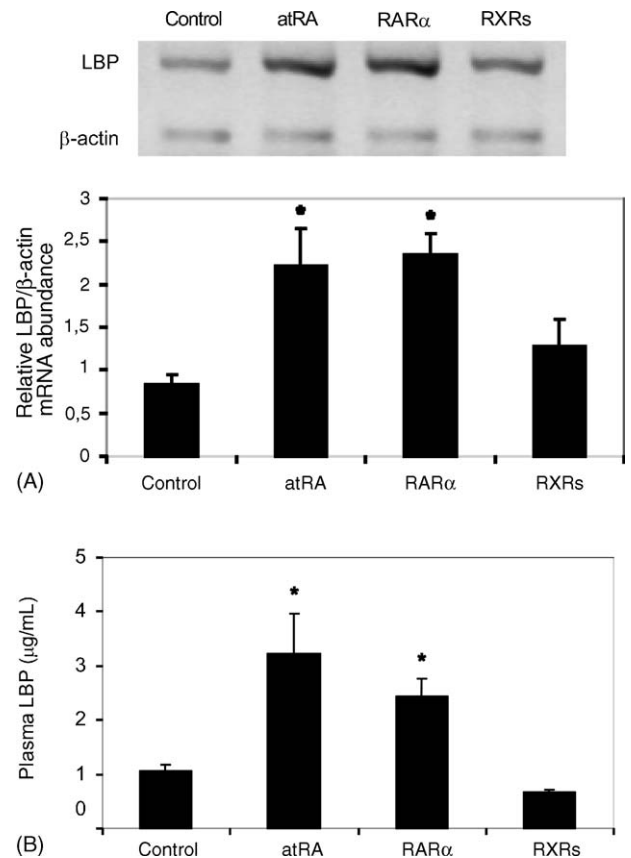 Control atRA RARα RXRs
LBP
β-actin
Relative LBP/β-actin
mRNA abundance
3
2,5
2
1,5
1
0,5
0
* *
(A) Control atRA RARα RXRs
Plasma LBP (µg/mL)
5
4
3
2
1
0
* *
(B) Control atRA RARα RXRs